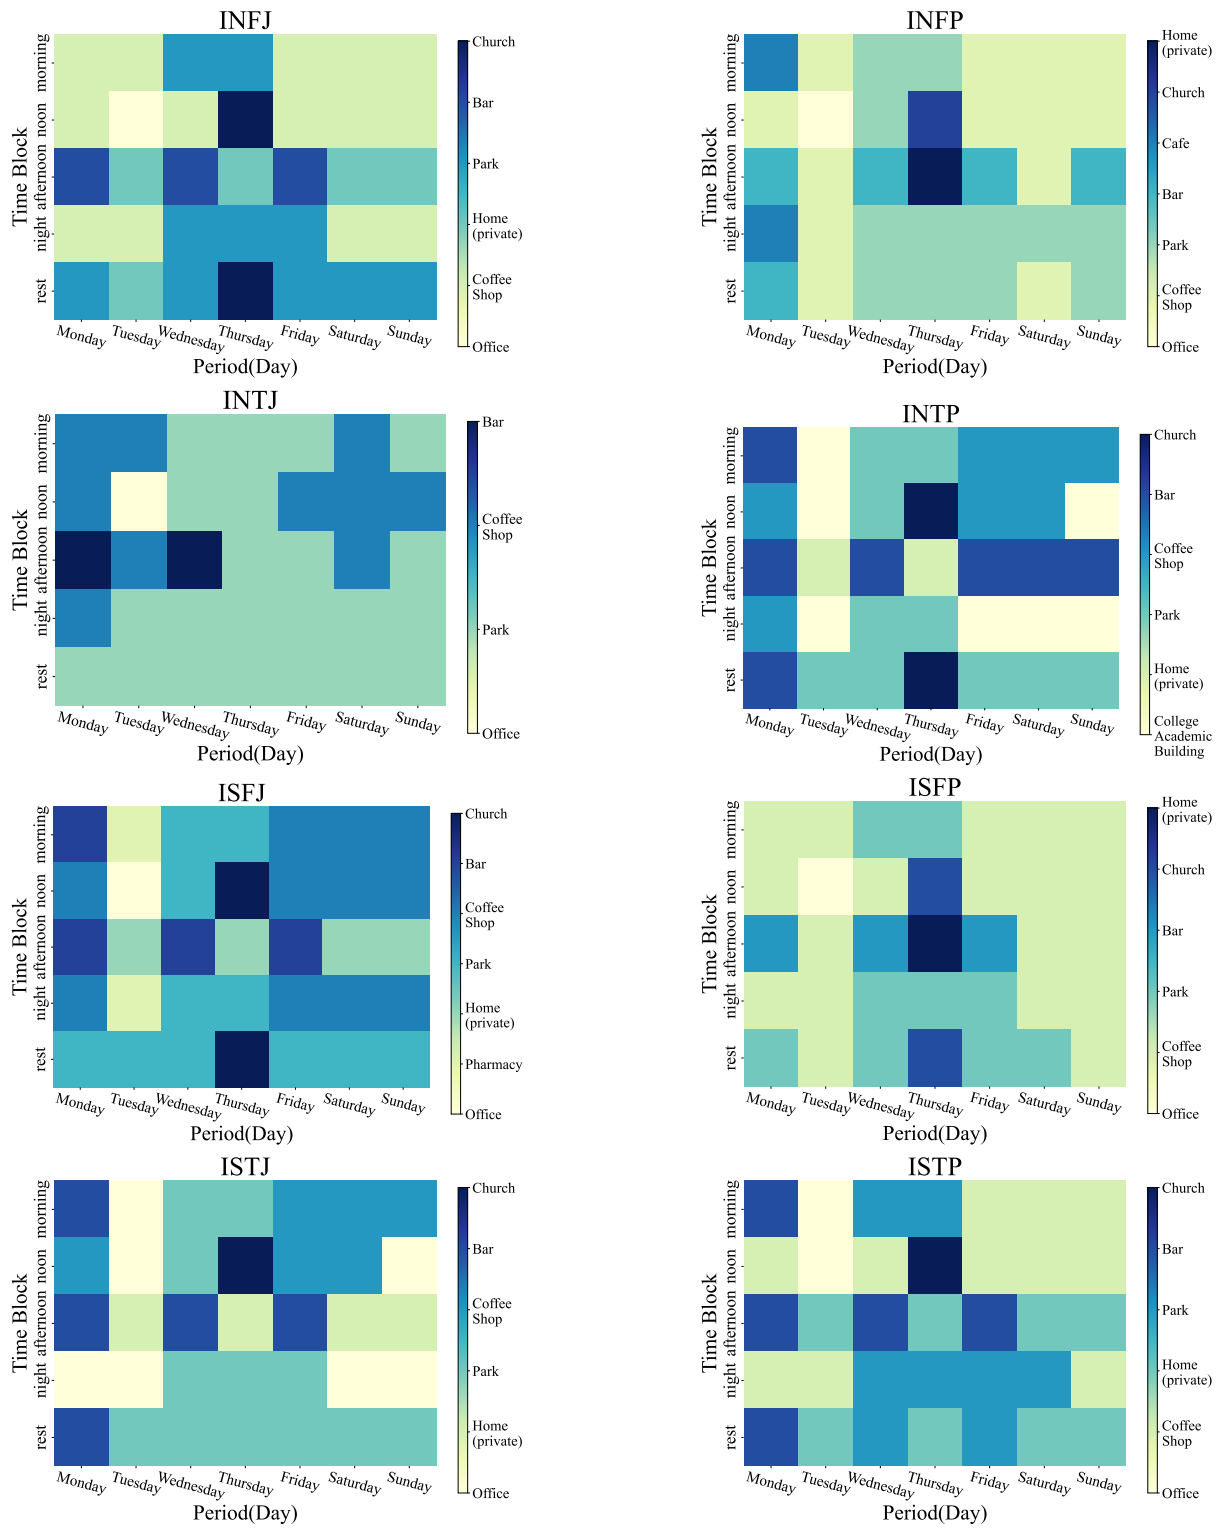 INFJ
Time Block
morning
noon
afternoon
night
rest
Monday
Tuesday
Wednesday
Thursday
Friday
Saturday
Sunday
Period(Day)
Church
Bar
Park
Home
(private)
Coffee
Shop
Office
INFP
Time Block
morning
noon
afternoon
night
rest
Monday
Tuesday
Wednesday
Thursday
Friday
Saturday
Sunday
Period(Day)
Home
(private)
Church
Cafe
Bar
Park
Coffee
Shop
Office
INTJ
Time Block
morning
noon
afternoon
night
rest
Monday
Tuesday
Wednesday
Thursday
Friday
Saturday
Sunday
Period(Day)
Bar
Coffee
Shop
Park
Office
INTP
Time Block
morning
noon
afternoon
night
rest
Monday
Tuesday
Wednesday
Thursday
Friday
Saturday
Sunday
Period(Day)
Church
Bar
Coffee
Shop
Park
Home
(private)
College
Academic
Building
ISFJ
Time Block
morning
noon
afternoon
night
rest
Monday
Tuesday
Wednesday
Thursday
Friday
Saturday
Sunday
Period(Day)
Church
Bar
Coffee
Shop
Park
Home
(private)
Pharmacy
Office
ISFP
Time Block
morning
noon
afternoon
night
rest
Monday
Tuesday
Wednesday
Thursday
Friday
Saturday
Sunday
Period(Day)
Home
(private)
Church
Bar
Park
Coffee
Shop
Office
ISTJ
Time Block
morning
noon
afternoon
night
rest
Monday
Tuesday
Wednesday
Thursday
Friday
Saturday
Sunday
Period(Day)
Church
Bar
Coffee
Shop
Park
Home
(private)
Office
ISTP
Time Block
morning
noon
afternoon
night
rest
Monday
Tuesday
Wednesday
Thursday
Friday
Saturday
Sunday
Period(Day)
Church
Bar
Park
Home
(private)
Coffee
Shop
Office